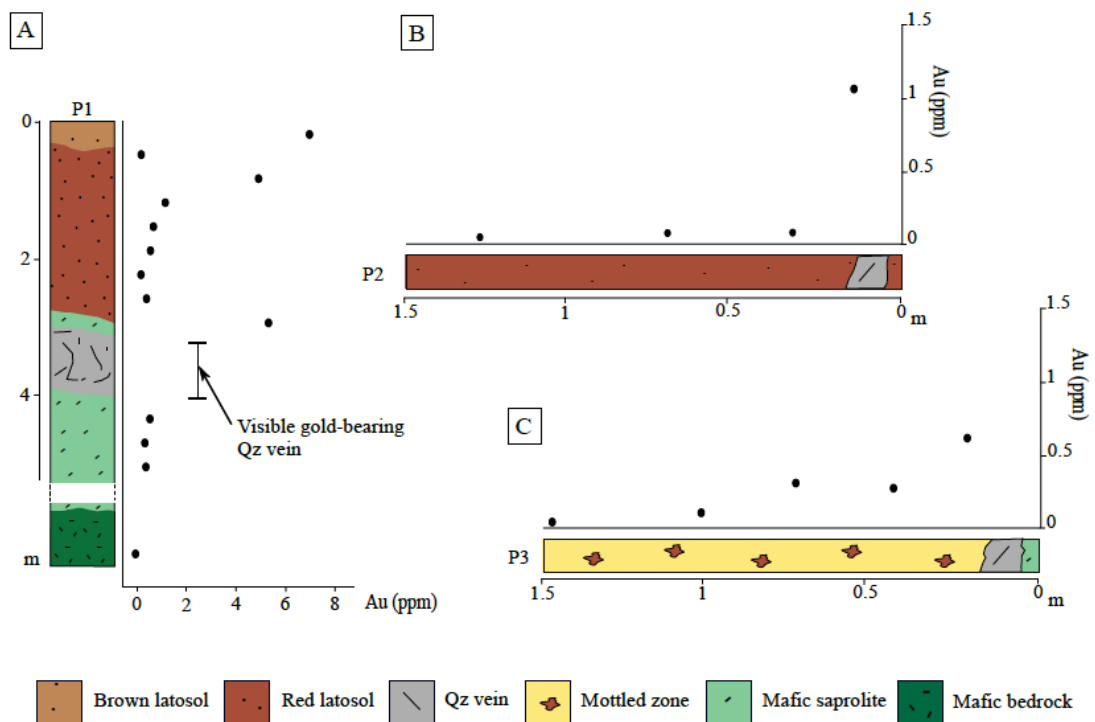 A
P1
0
2
4
m
0
2
4
6
8
Au (ppm)
Visible gold-bearing
Qz vein
B
1.5
1
0.5
0
Au (ppm)
P2
1.5
1
0.5
0
m
C
1.5
1
0.5
0
Au (ppm)
P3
1.5
1
0.5
0
m
Brown latosol
Red latosol
Qz vein
Mottled zone
Mafic saprolite
Mafic bedrock